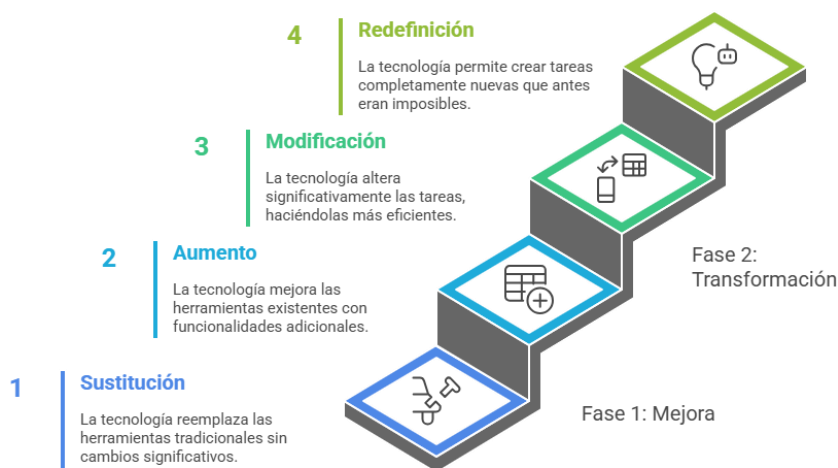 4
Redefinición
La tecnología permite crear tareas
completamente nuevas que antes
eran imposibles.
3
Modificación
La tecnología altera
significativamente las tareas,
haciéndolas más eficientes.
2
Aumento
La tecnología mejora las
herramientas existentes con
funcionalidades adicionales.
Fase 2:
Transformación
1
Sustitución
La tecnología reemplaza las
herramientas tradicionales sin
cambios significativos.
Fase 1: Mejora